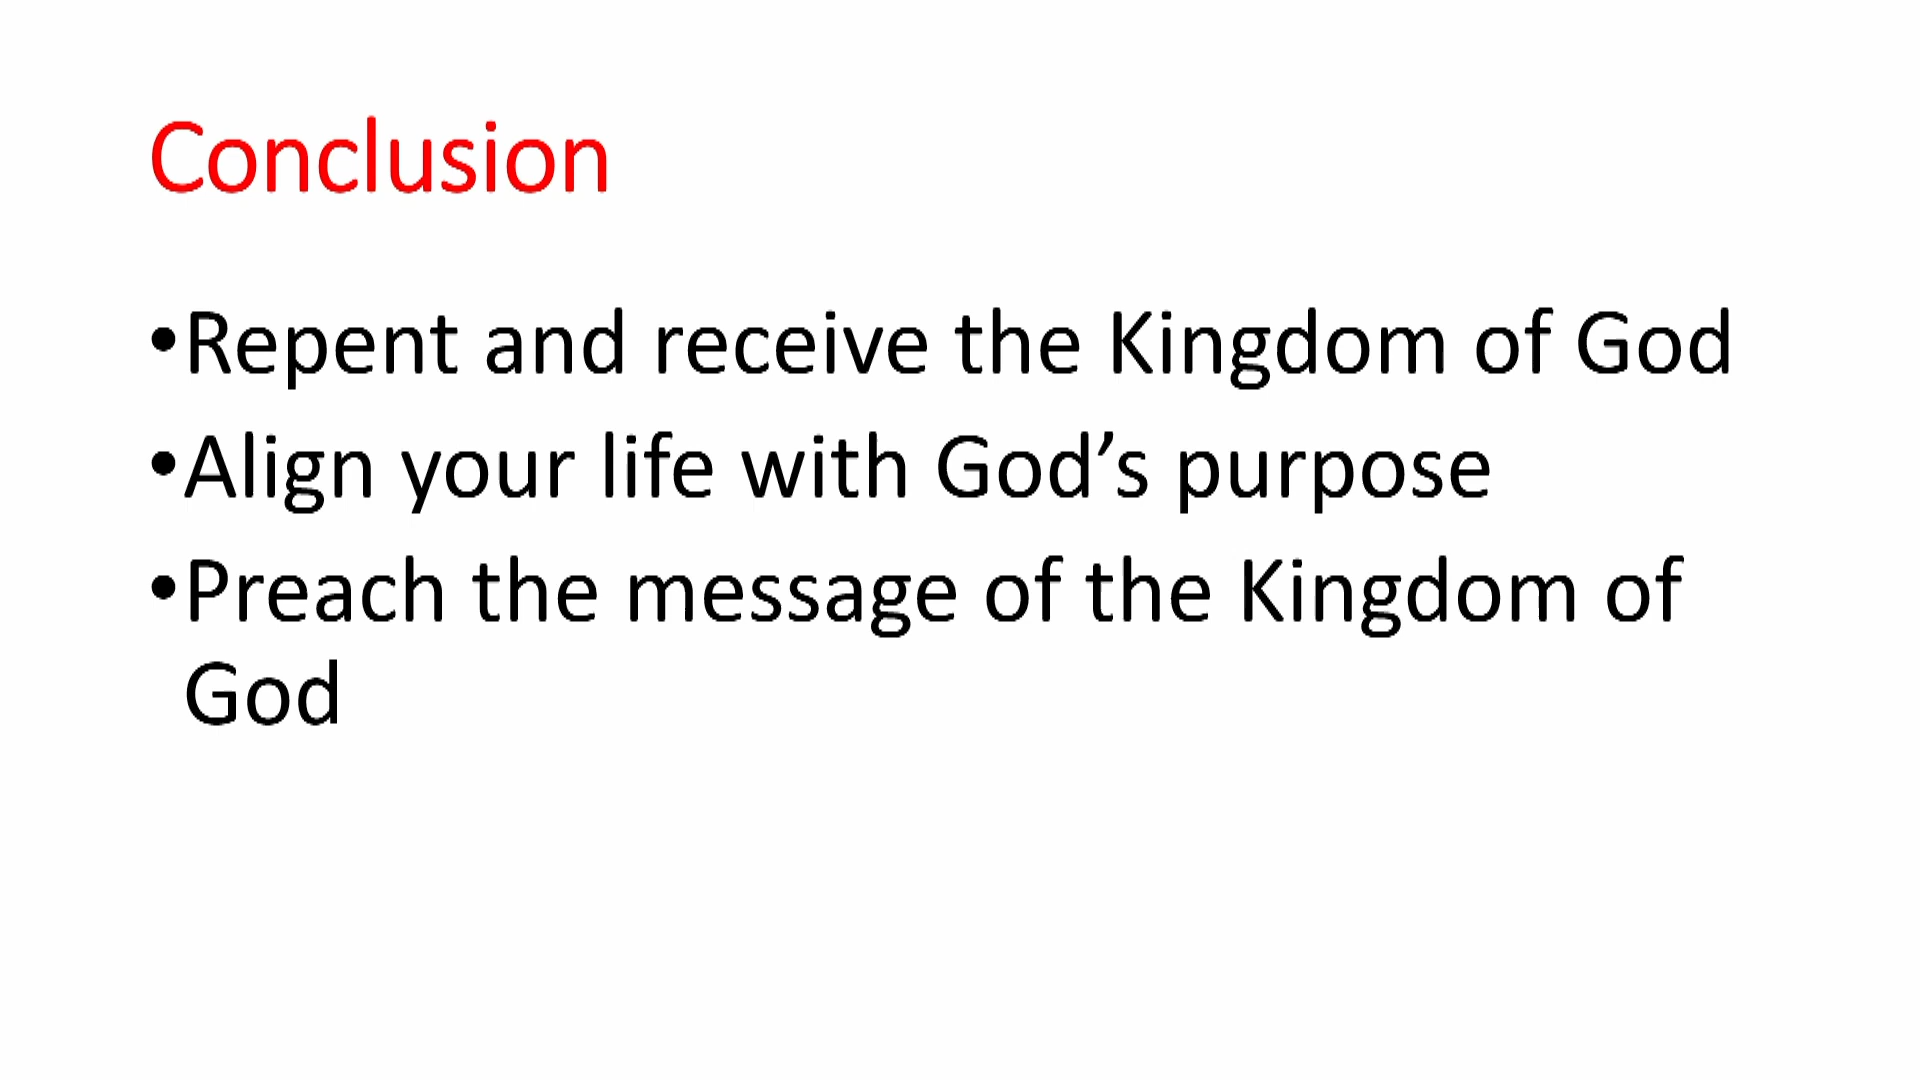 Conclusion
•Repent and receive the Kingdom of God
•Align your life with God’s purpose
•Preach the message of the Kingdom of
God